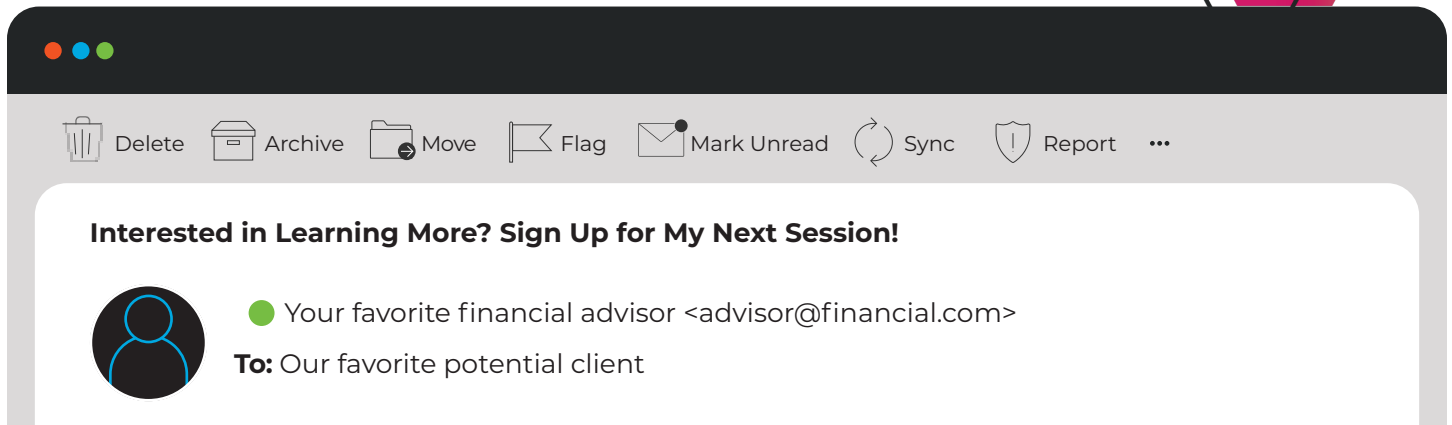 Delete Archive Move Flag Mark Unread Sync Report ...
Interested in Learning More? Sign Up for My Next Session!
Your favorite financial advisor <advisor@financial.com>
To: Our favorite potential client